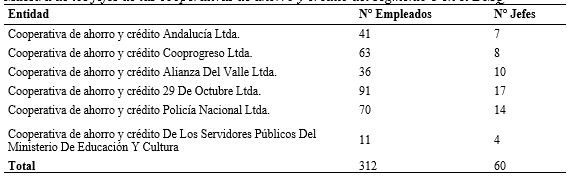 Entidad N° Empleados N° Jefes
Cooperativa de ahorro y crédito Andalucía Ltda. 41 7
Cooperativa de ahorro y crédito Cooprogreso Ltda. 63 8
Cooperativa de ahorro y crédito Alianza Del Valle Ltda. 36 10
Cooperativa de ahorro y crédito 29 De Octubre Ltda. 91 17
Cooperativa de ahorro y crédito Policía Nacional Ltda. 70 14
Cooperativa de ahorro y crédito De Los Servidores Públicos Del
Ministerio De Educación Y Cultura 11 4
Total 312 60